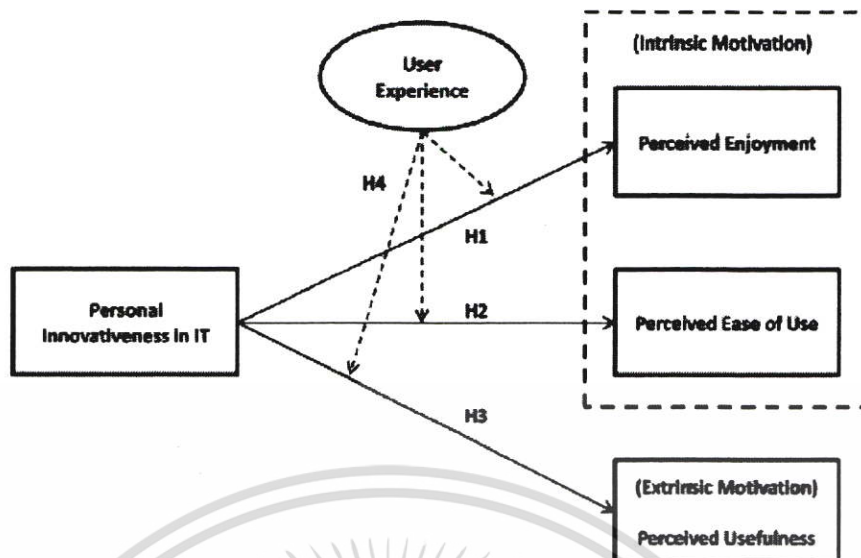 (Intrinsic Motivation)
User
Experience
Perceived Enjoyment
H4
H1
Personal
Innovativeness in IT
H2
Perceived Ease of Use
H3
(Extrinsic Motivation)
Perceived Usefulness